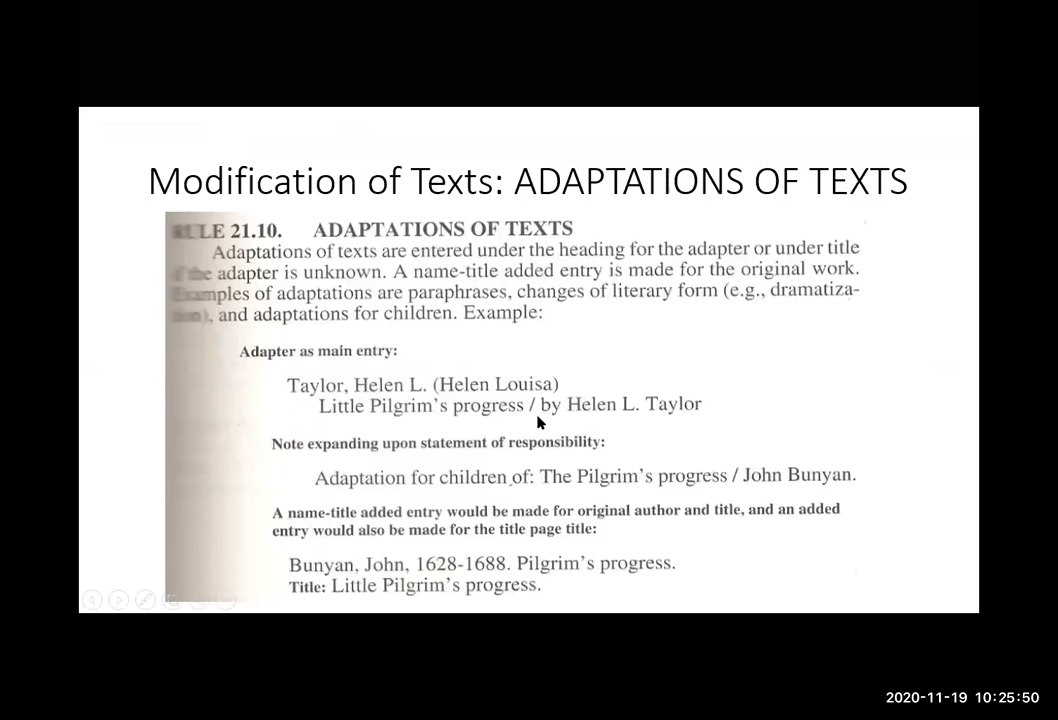 Modification of Texts: ADAPTATIONS OF TEXTS
RULE 21.10. ADAPTATIONS OF TEXTS
Adaptations of texts are entered under the heading for the adapter or under title
if the adapter is unknown. A name-title added entry is made for the original work.
Examples of adaptations are paraphrases, changes of literary form (e.g., dramatiza-
tion), and adaptations for children. Example:
Adapter as main entry:
Taylor, Helen L. (Helen Louisa)
Little Pilgrim's progress / by Helen L. Taylor
Note expanding upon statement of responsibility:
Adaptation for children of: The Pilgrim's progress / John Bunyan.
A name-title added entry would be made for original author and title, and an added
entry would also be made for the title page title:
Bunyan, John, 1628-1688. Pilgrim's progress.
Title: Little Pilgrim's progress.
2020-11-19 10:25:50